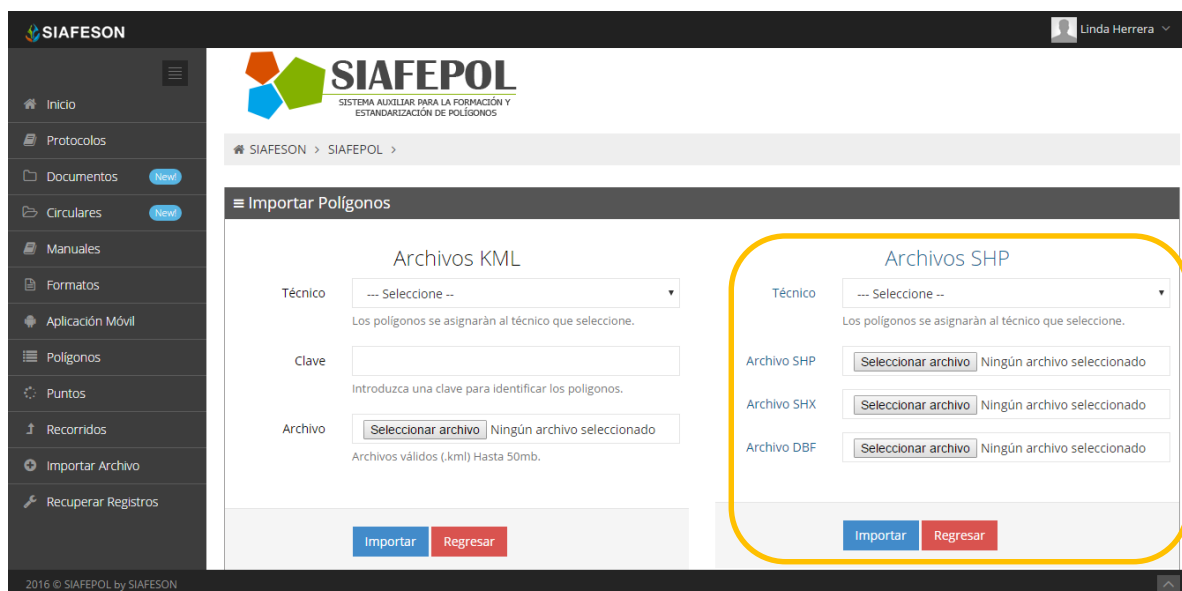 SIAFESON
Linda Herrera
Inicio
Protocolos
Documentos New!
Circulares New!
Manuales
Formatos
Aplicación Móvil
Polígonos
Puntos
Recorridos
Importar Archivo
Recuperar Registros
SIAFEPOL
SISTEMA AUXILIAR PARA LA FORMACIÓN Y
ESTANDARIZACIÓN DE POLÍGONOS
SIAFESON > SIAFEPOL >
Importar Polígonos
Archivos KML
Técnico --- Seleccione --
Los polígonos se asignaràn al técnico que seleccione.
Clave
Introduzca una clave para identificar los poligonos.
Archivo Seleccionar archivo Ningún archivo seleccionado
Archivos válidos (.kml) Hasta 50mb.
Importar Regresar
Archivos SHP
Técnico --- Seleccione --
Los polígonos se asignaràn al técnico que seleccione.
Archivo SHP Seleccionar archivo Ningún archivo seleccionado
Archivo SHX Seleccionar archivo Ningún archivo seleccionado
Archivo DBF Seleccionar archivo Ningún archivo seleccionado
Importar Regresar
2016 © SIAFEPOL by SIAFESON